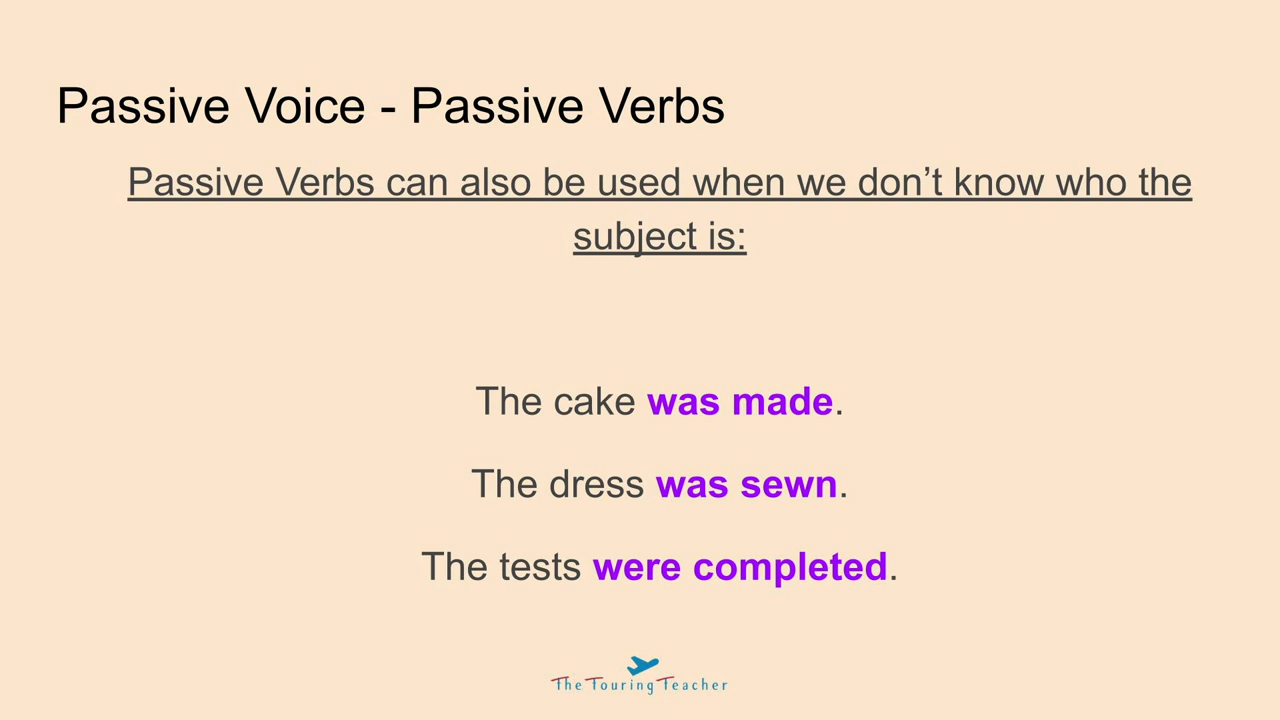 Passive Voice - Passive Verbs
Passive Verbs can also be used when we don’t know who the
subject is:
The cake was made.
The dress was sewn.
The tests were completed.
The Touring Teacher